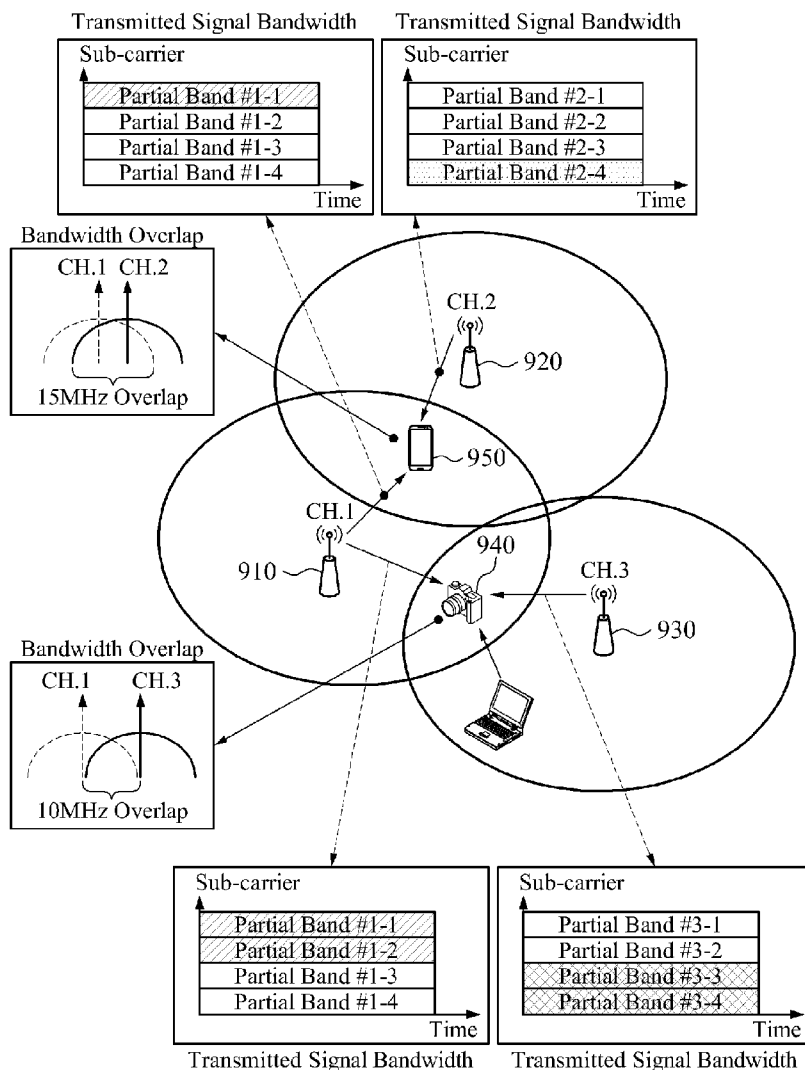 Transmitted Signal Bandwidth
Sub-carrier
Partial Band #1-1
Partial Band #1-2
Partial Band #1-3
Partial Band #1-4
Time
Transmitted Signal Bandwidth
Sub-carrier
Partial Band #2-1
Partial Band #2-2
Partial Band #2-3
Partial Band #2-4
Time
Bandwidth Overlap
CH.1 CH.2
15MHz Overlap
CH.2
920
950
CH.1
910
940
CH.3
930
Bandwidth Overlap
CH.1 CH.3
10MHz Overlap
Sub-carrier
Partial Band #1-1
Partial Band #1-2
Partial Band #1-3
Partial Band #1-4
Time
Transmitted Signal Bandwidth
Sub-carrier
Partial Band #3-1
Partial Band #3-2
Partial Band #3-3
Partial Band #3-4
Time
Transmitted Signal Bandwidth